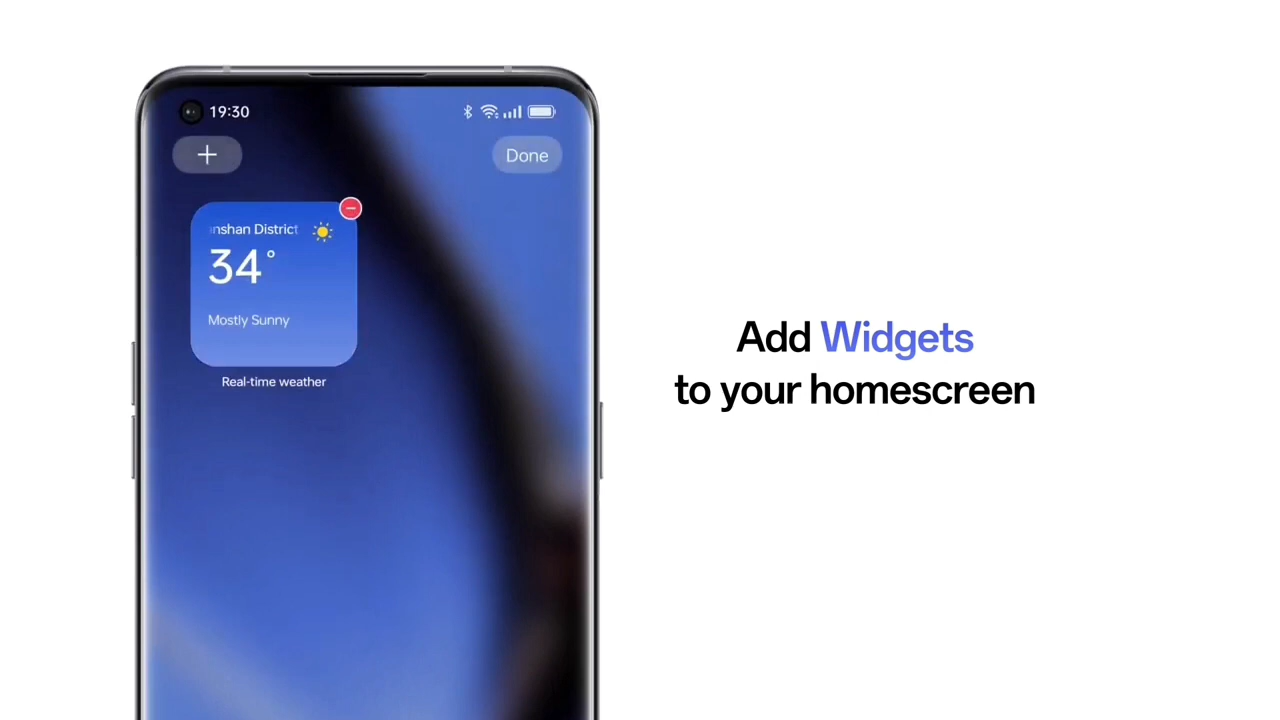 19:30
Done
nshan District
34°
Mostly Sunny
Real-time weather
Add Widgets
to your homescreen